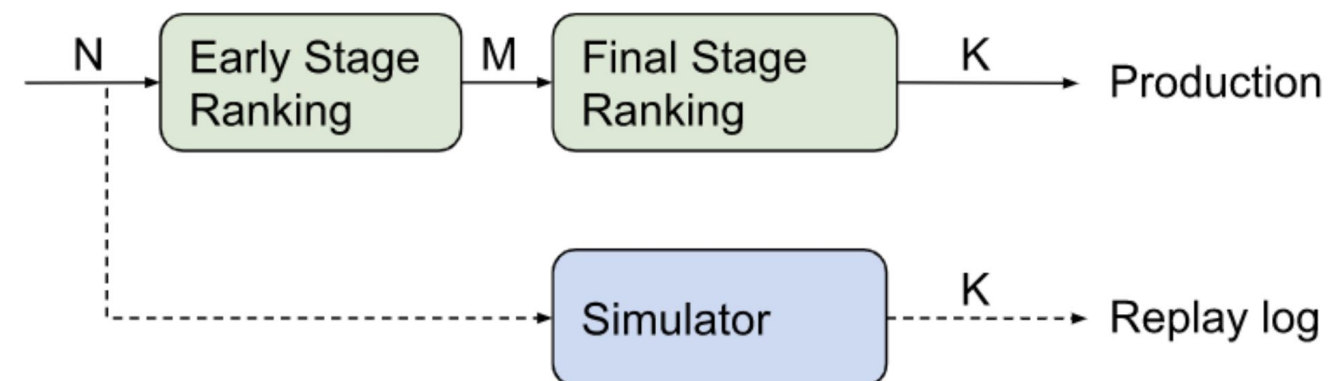 N
Early Stage
Ranking
M
Final Stage
Ranking
K
Production
Simulator
K
Replay log